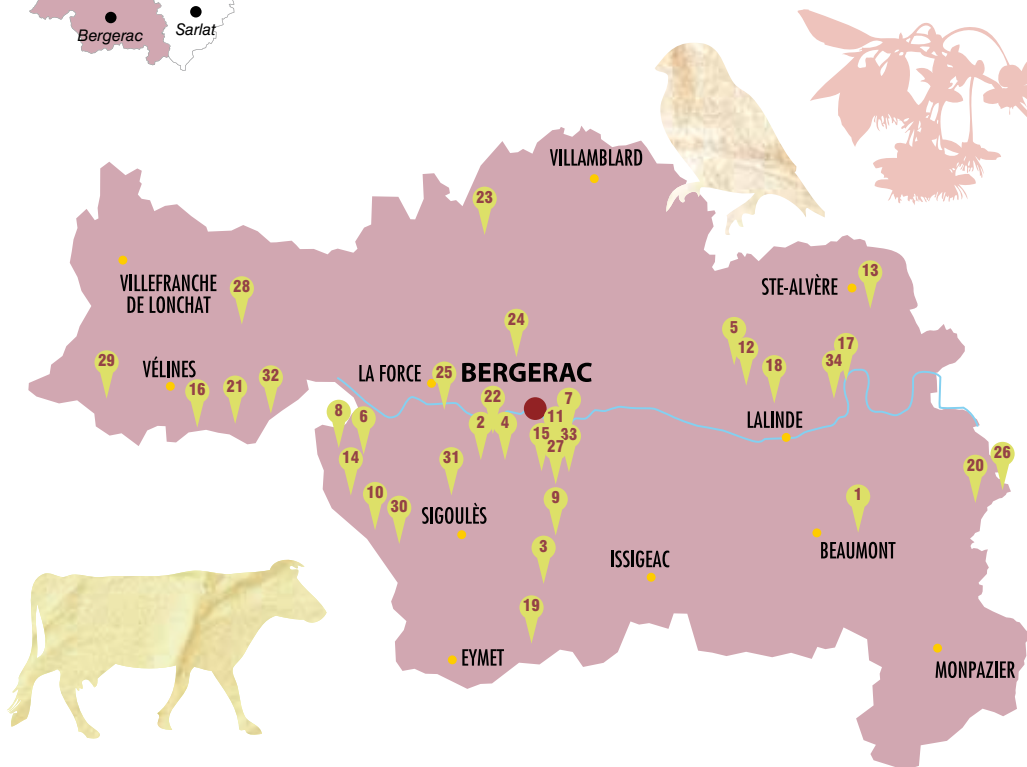 Bergerac
Sarlat
VILLAMBLARD
23
13
STE-ALVÈRE
VILLEFRANCHE
DE LONCHAT
28
24
5
12
17
34
18
29
VÉLINES
16
21
32
LA FORCE
25
BERGERAC
22
7
8
6
2
4
11
15
33
27
LALINDE
14
31
20
26
10
30
9
1
SIGOULÈS
BEAUMONT
3
ISSIGEAC
19
EYMET
MONPAZIER